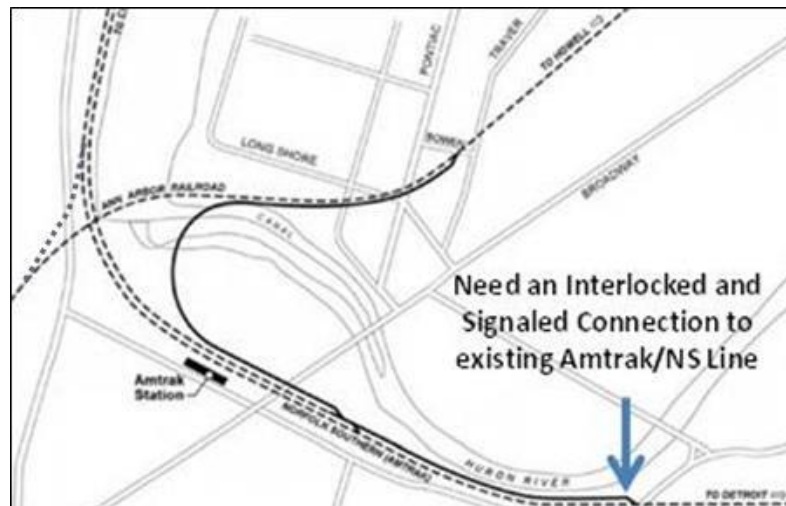 TO
PONTIAC
TRAVER
TO HOWELL
BOWEN
LONG SHORE
BROADWAY
ANN ARBOR RAILROAD
CANAL
Need an Interlocked and
Signaled Connection to
existing Amtrak/NS Line
Amtrak
Station
NORFOLK SOUTHERN (AMTRAK)
HURON RIVER
TO DETROIT